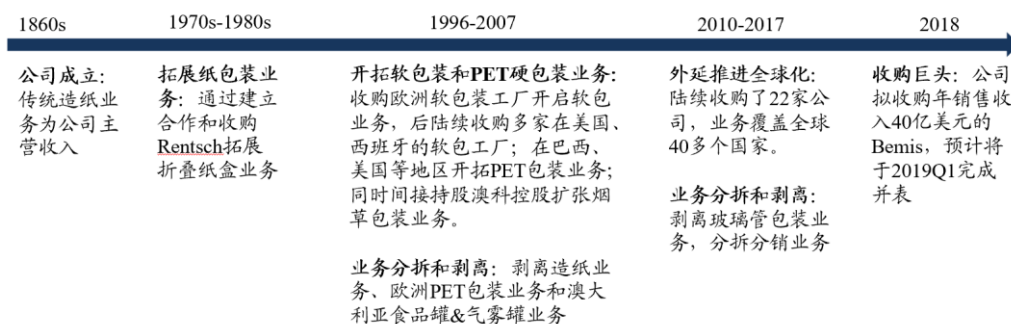 1860s
公司成立：
传统造纸业
务为公司主
营收入
1970s-1980s
拓展纸包装业
务：通过建立
合作和收购
Rentsch拓展
折叠纸盒业务
1996-2007
开拓软包装和PET硬包装业务：
收购欧洲软包装工厂开启软包
业务，后陆续收购多家在美国、
西班牙的软包工厂；在巴西、
美国等地区开拓PET包装业务；
同时间接持股澳科控股扩张烟
草包装业务。
业务分拆和剥离：剥离造纸业
务、欧洲PET包装业务和澳大
利亚食品罐&气雾罐业务
2010-2017
外延推进全球化：
陆续收购了22家公
司，业务覆盖全球
40多个国家。
业务分拆和剥离：
剥离玻璃管包装业
务，分拆分销业务
2018
收购巨头：公司
拟收购年销售收
入40亿美元的
Bemis，预计将
于2019Q1完成
并表